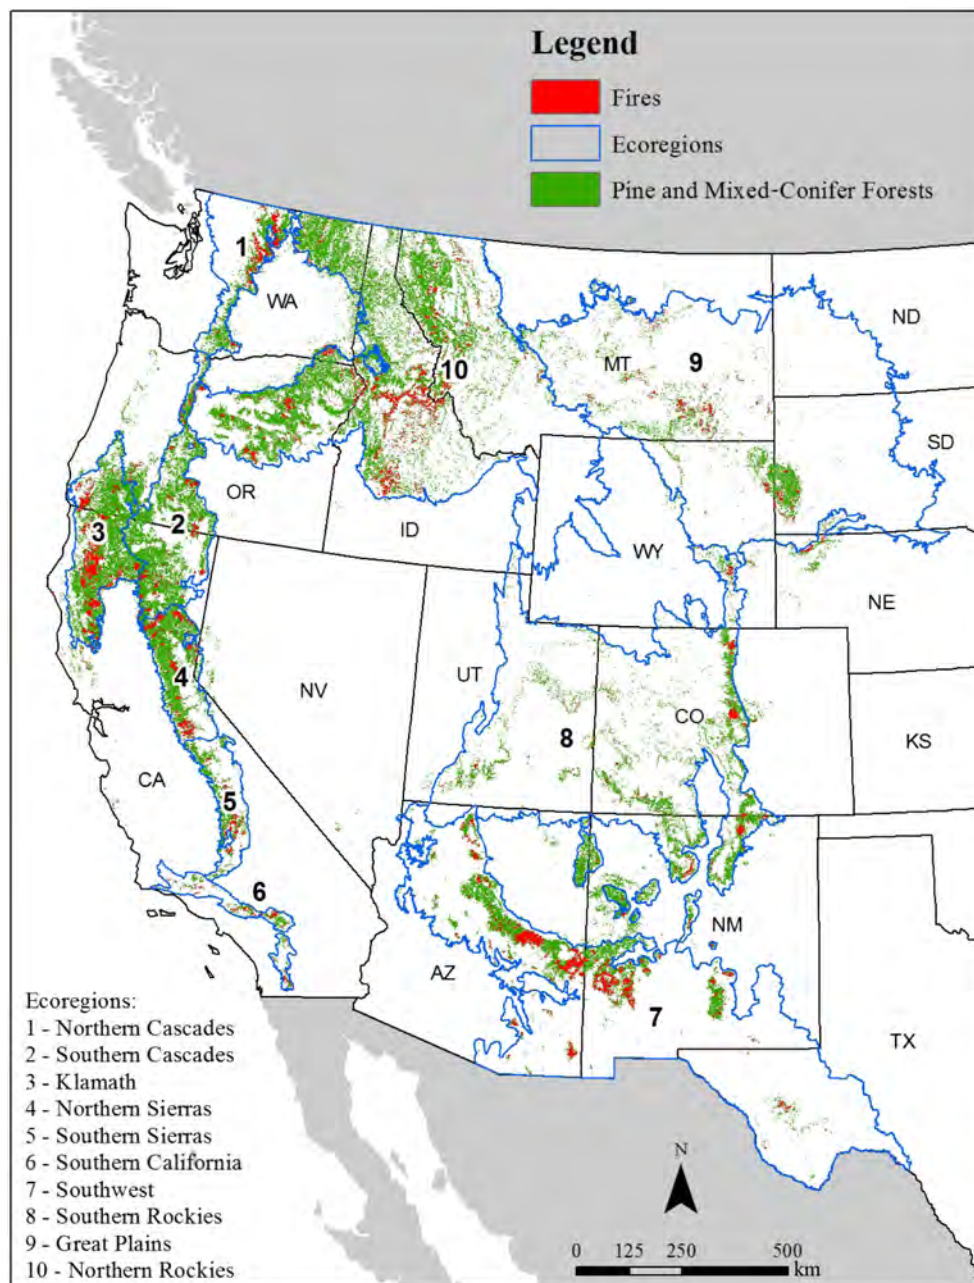 Legend
Fires
Ecoregions
Pine and Mixed-Conifer Forests
1
WA
MT
9
ND
10
SD
OR
ID
2
3
WY
NE
4
NV
UT
CO
8
KS
CA
5
6
NM
AZ
7
TX
Ecoregions:
1 - Northern Cascades
2 - Southern Cascades
3 - Klamath
4 - Northern Sierras
5 - Southern Sierras
6 - Southern California
7 - Southwest
8 - Southern Rockies
9 - Great Plains
10 - Northern Rockies
N
0 125 250 500
km